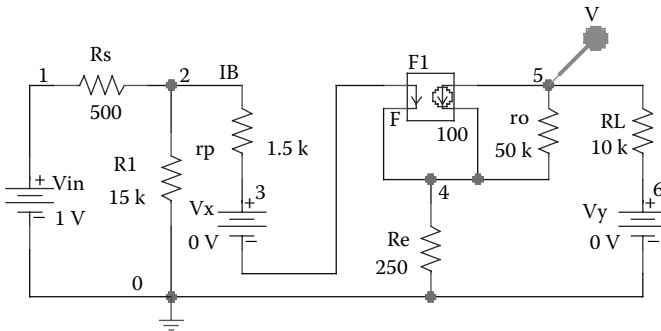 V
Rs
F1
1
2
IB
5
500
F
100
ro
RL
rp
1.5 k
50 k
10 k
Vin
R1
+
3
4
6
1 V
15 k
Vx
+
Vy
+
−
0 V
−
Re
0 V
−
250
0